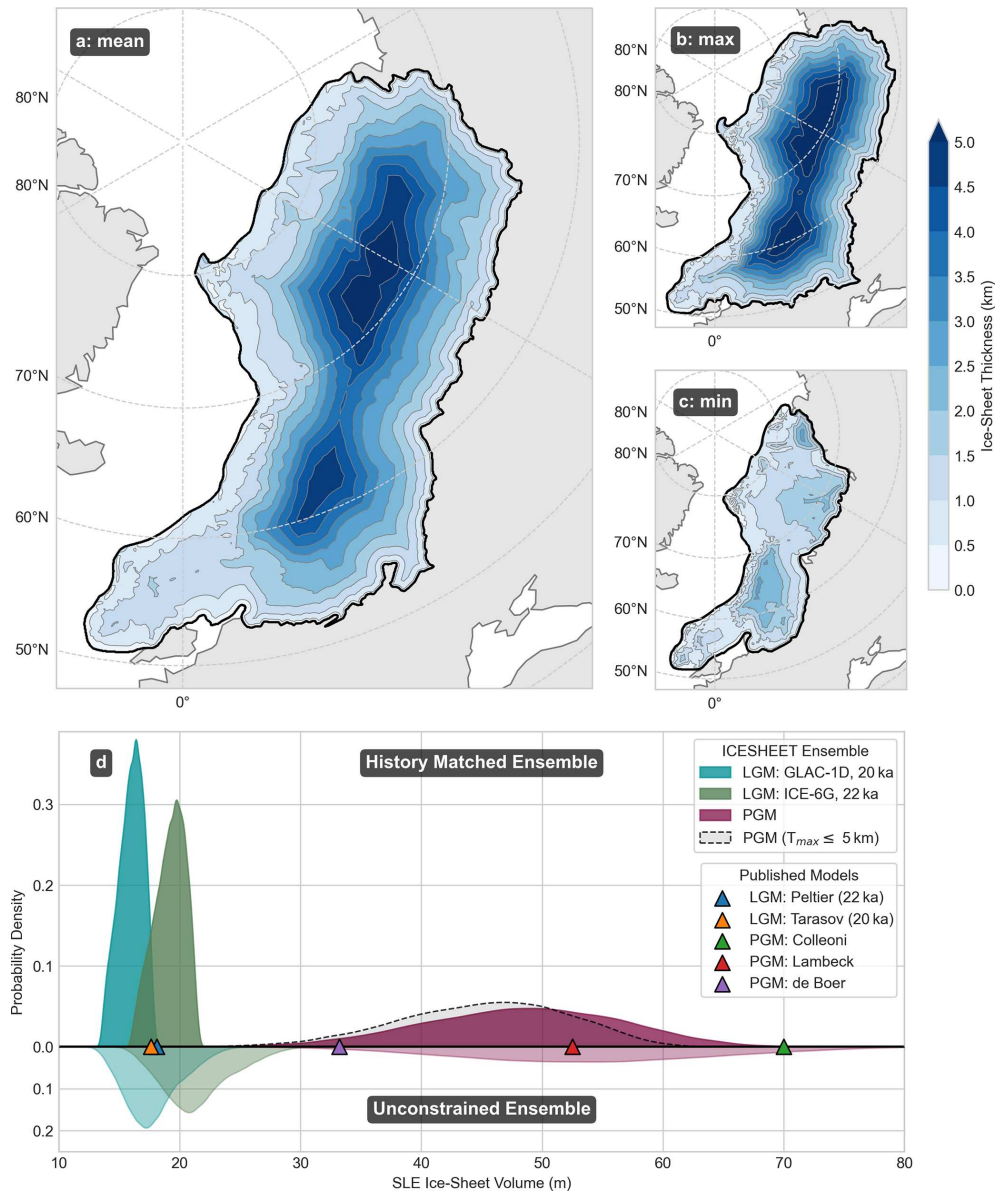 a: mean
80°N
80°N
70°N
60°N
50°N
0°
b: max
80°N
80°N
70°N
60°N
50°N
0°
c: min
80°N
80°N
70°N
60°N
50°N
0°
5.0
4.5
4.0
3.5
3.0
2.5
2.0
1.5
1.0
0.5
0.0
Ice-Sheet Thickness (km)
d
History Matched Ensemble
ICESHEET Ensemble
LGM: GLAC-1D, 20 ka
LGM: ICE-6G, 22 ka
PGM
PGM (Tmax ≤ 5 km)
Published Models
LGM: Peltier (22 ka)
LGM: Tarasov (20 ka)
PGM: Colleoni
PGM: Lambeck
PGM: de Boer
Probability Density
0.3
0.2
0.1
0.0
0.1
0.2
Unconstrained Ensemble
10 20 30 40 50 60 70 80
SLE Ice-Sheet Volume (m)